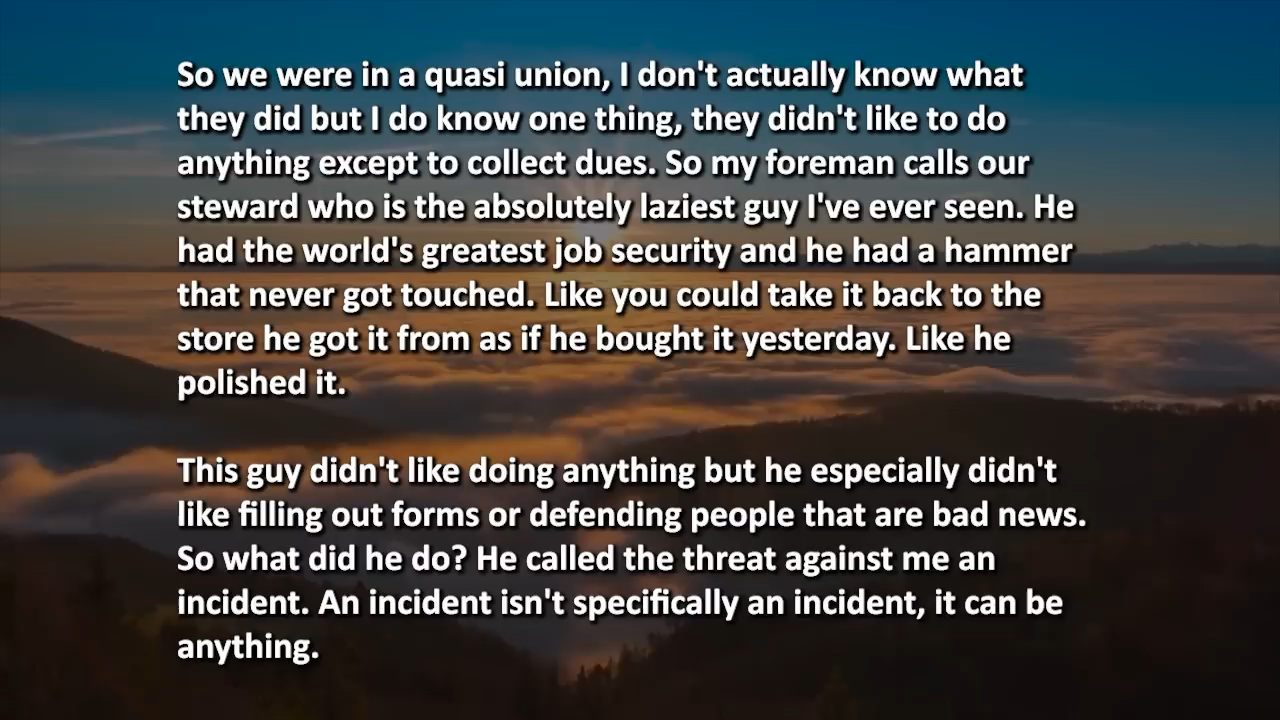 So we were in a quasi union, I don't actually know what
they did but I do know one thing, they didn't like to do
anything except to collect dues. So my foreman calls our
steward who is the absolutely laziest guy I've ever seen. He
had the world's greatest job security and he had a hammer
that never got touched. Like you could take it back to the
store he got it from as if he bought it yesterday. Like he
polished it.
This guy didn't like doing anything but he especially didn't
like filling out forms or defending people that are bad news.
So what did he do? He called the threat against me an
incident. An incident isn't specifically an incident, it can be
anything.